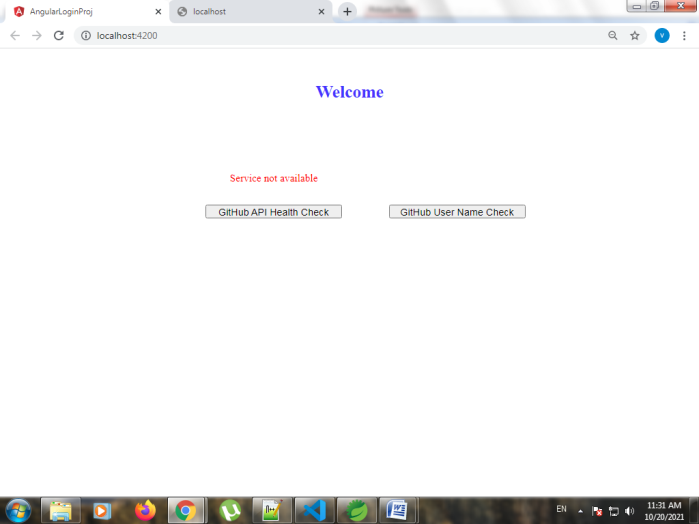 AngularLoginProj
localhost
localhost:4200
V
Welcome
Service not available
GitHub API Health Check
GitHub User Name Check
EN
11:31 AM
10/20/2021